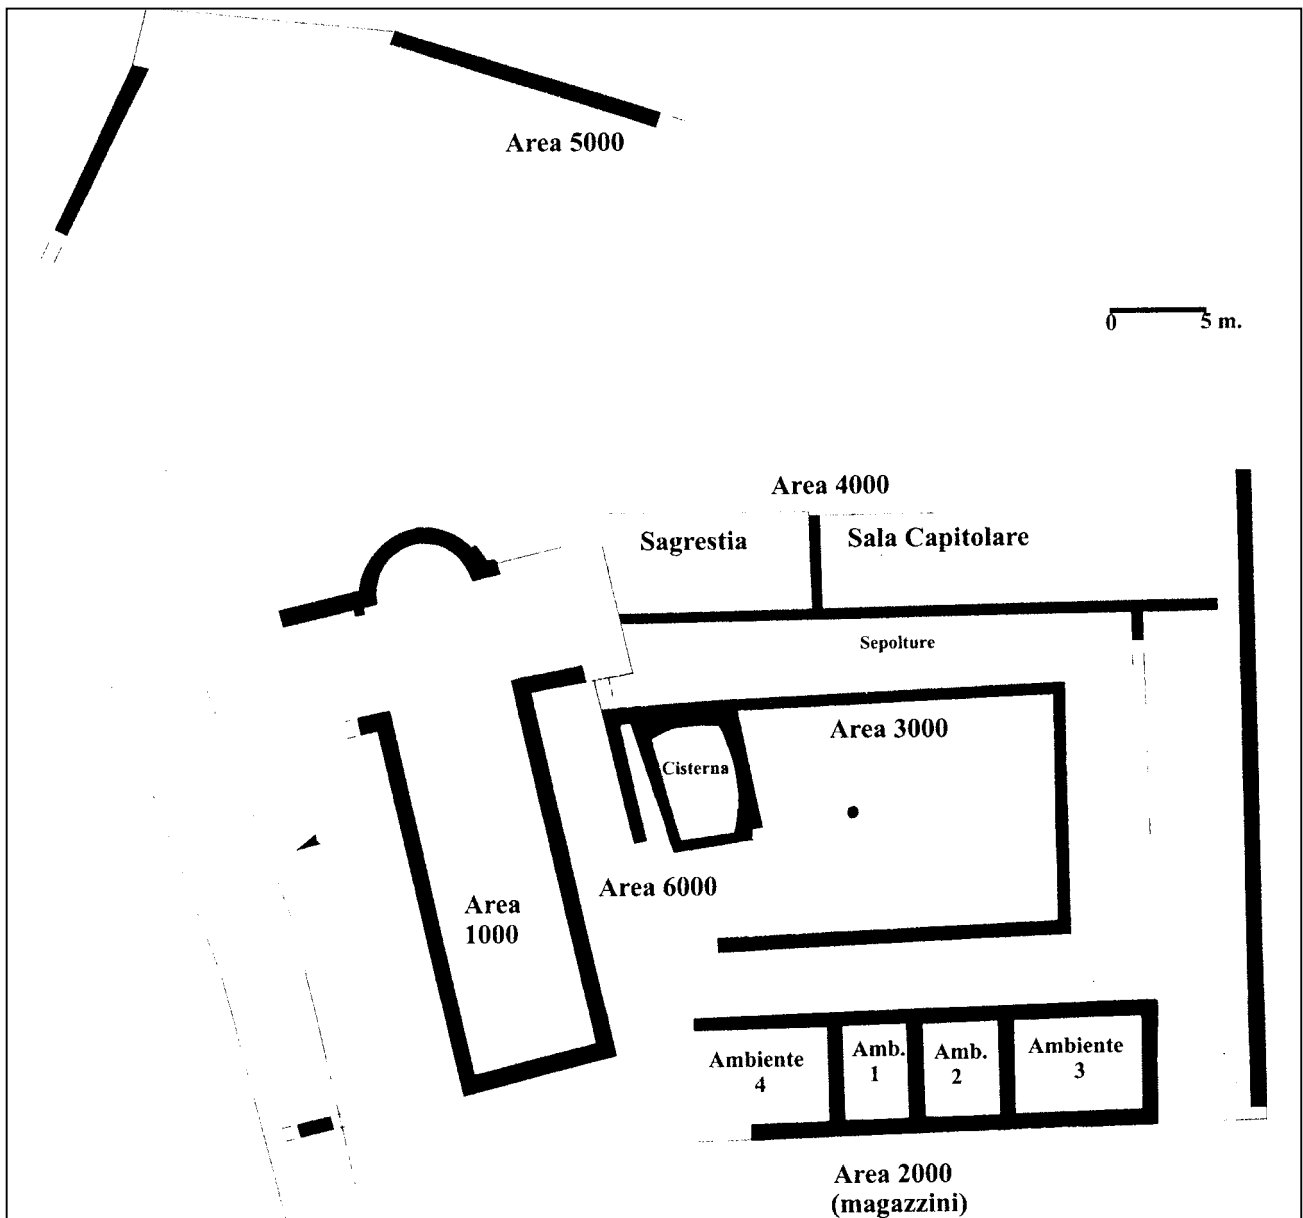 Area 5000
0 5 m.
Area 4000
Sagrestia
Sala Capitolare
Sepolture
Area 3000
Cisterna
Area 6000
Area
1000
Ambiente
4
Amb.
1
Amb.
2
Ambiente
3
Area 2000
(magazzini)